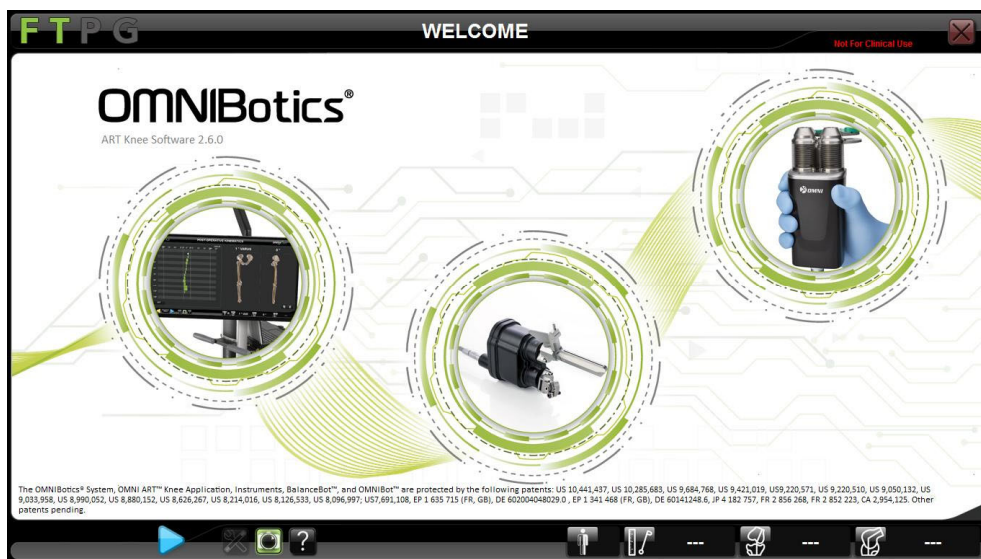 F T P G
WELCOME
Not For Clinical Use
OMNIBotics®
ART Knee Software 2.6.0
OMNI
The OMNIBotics® System, OMNI ART™ Knee Application, Instruments, BalanceBot™, and OMNIBot™ are protected by the following patents: US 10,441,437, US 10,285,683, US 9,684,768, US 9,421,019, US9,220,571, US 9,220,510, US 9,050,132, US
9,033,958, US 8,990,052, US 8,880,152, US 8,626,267, US 8,214,016, US 8,126,533, US 8,096,997; US7,691,108, EP 1 635 715 (FR, GB), DE 602004048029.0 , EP 1 341 468 (FR, GB), DE 60141248.6, JP 4 182 757, FR 2 856 268, FR 2 852 223, CA 2,954,125. Other
patents pending.
? --- --- ---